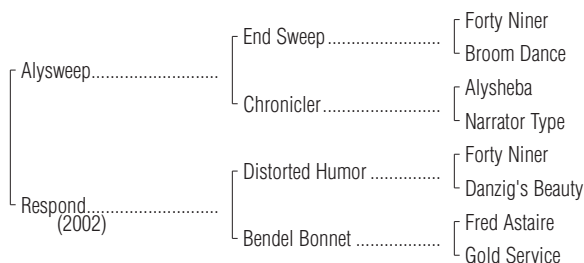 Forty Niner
End Sweep
Broom Dance
Alysweep
Alysheba
Chronicler
Narrator Type
Forty Niner
Distorted Humor
Danzig's Beauty
Respond
(2002)
Fred Astaire
Bendel Bonnet
Gold Service